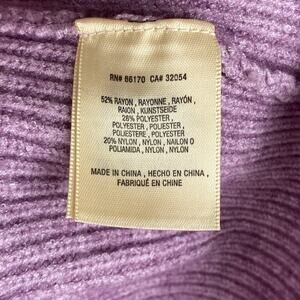 RN# 66170 CA# 32054
52% RAYON , RAYONNE , RAYÓN ,
RAION , KUNSTSEIDE
28% POLYESTER ,
POLYESTER , POLIESTER ,
POLIESTERE , POLYESTER
20% NYLON , NYLON , NAILON O
POLIAMIDA , NYLON , NYLON
MADE IN CHINA , HECHO EN CHINA ,
FABRIQUÉ EN CHINE